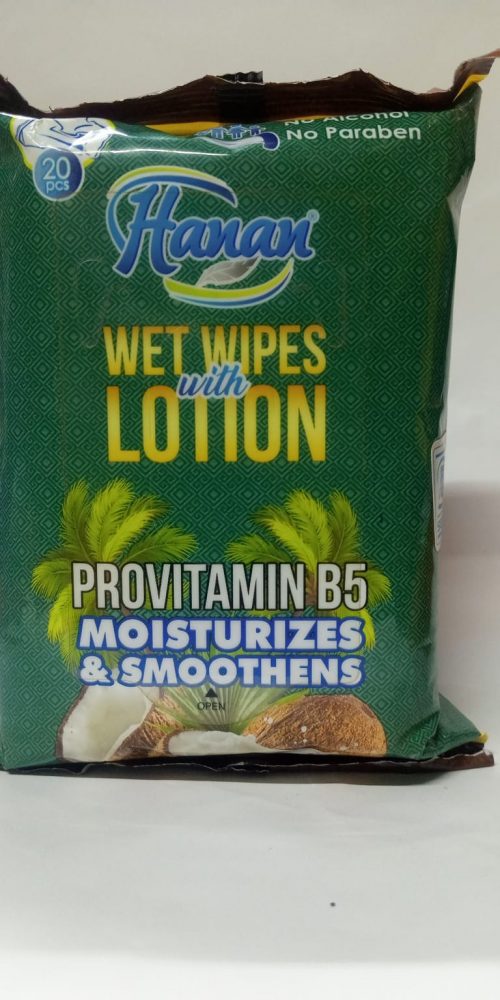 No Alcohol
No Paraben
20
pcs
Hanan®
WET WIPES
with
LOTION
PROVITAMIN B5
MOISTURIZES
& SMOOTHENS
OPEN